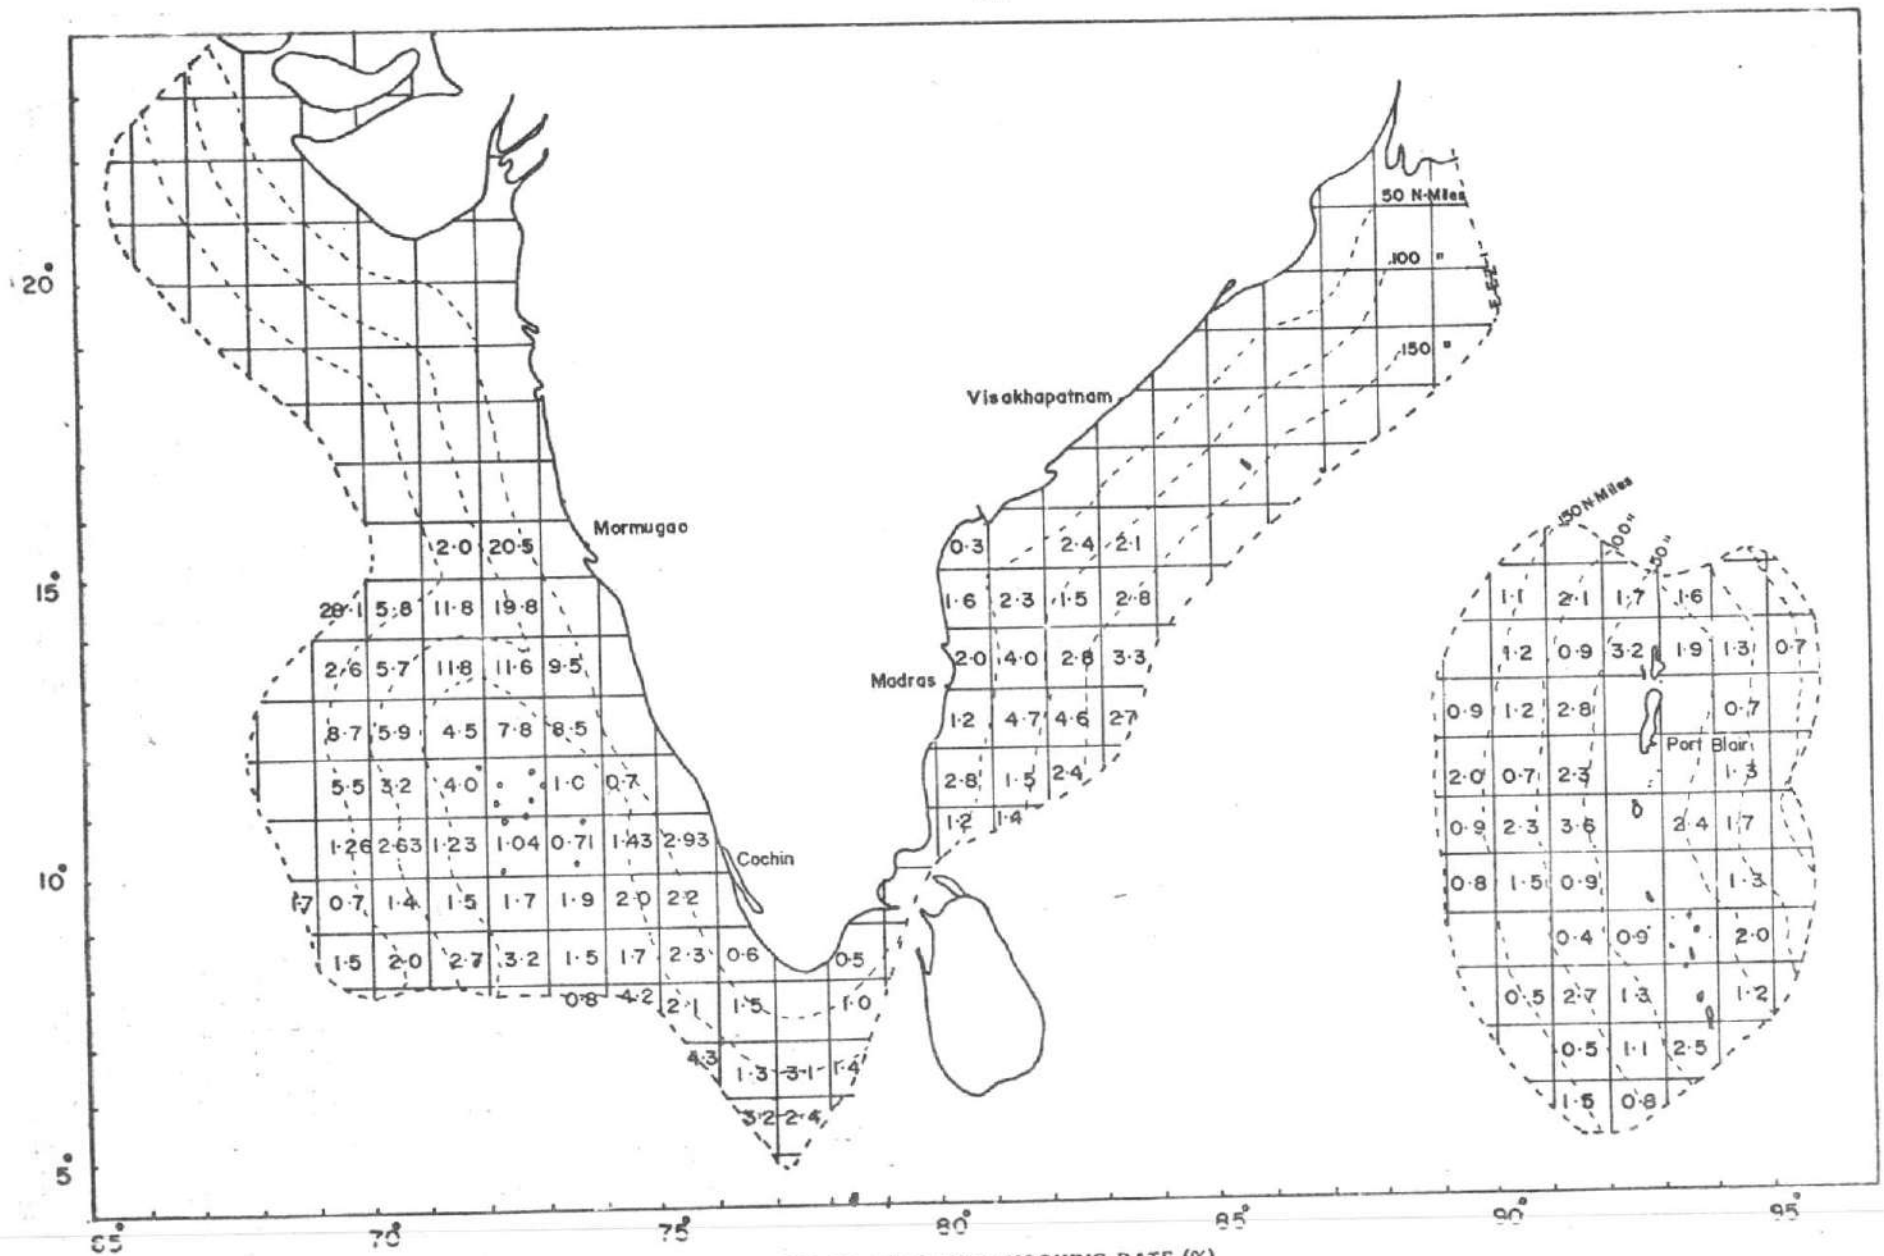 50 N·Miles
20°
100 "
150 "
Visakhapatnam
150 N·Miles
100"
50"
Mormugao
2·0 20·5 0·3 2·4 2·1
15°
28·1 5·8 11·8 19·8 1·6 2·3 1·5 2·8 1·1 2·1 1·7 1·6
2·6 5·7 11·8 11·6 9·5 2·0 4·0 2·8 3·3 1·2 0·9 3·2 1·9 1·3 0·7
Madras
8·7 5·9 4·5 7·8 8·5 1·2 4·7 4·6 2·7 0·9 1·2 2·8 0·7
Port Blair
5·5 3·2 4·0 1·0 0·7 2·8 1·5 2·4 2·0 0·7 2·3 1·3
1·2 1·4 0·9 2·3 3·6 2·4 1·7
1·26 2·63 1·23 1·04 0·71 1·43 2·93
Cochin
10°
1·7 0·7 1·4 1·5 1·7 1·9 2·0 2·2 0·8 1·5 0·9 1·3
1·5 2·0 2·7 3·2 1·5 1·7 2·3 0·6 0·5 0·4 0·9 2·0
0·8 4·2 2·1 1·5 1·0 0·5 2·7 1·3 1·2
4·3 1·3 3·1 1·4 0·5 1·1 2·5
3·2 2·4 1·5 0·8
5°
65° 70° 75° 80° 85° 90° 95°
RATE (%)